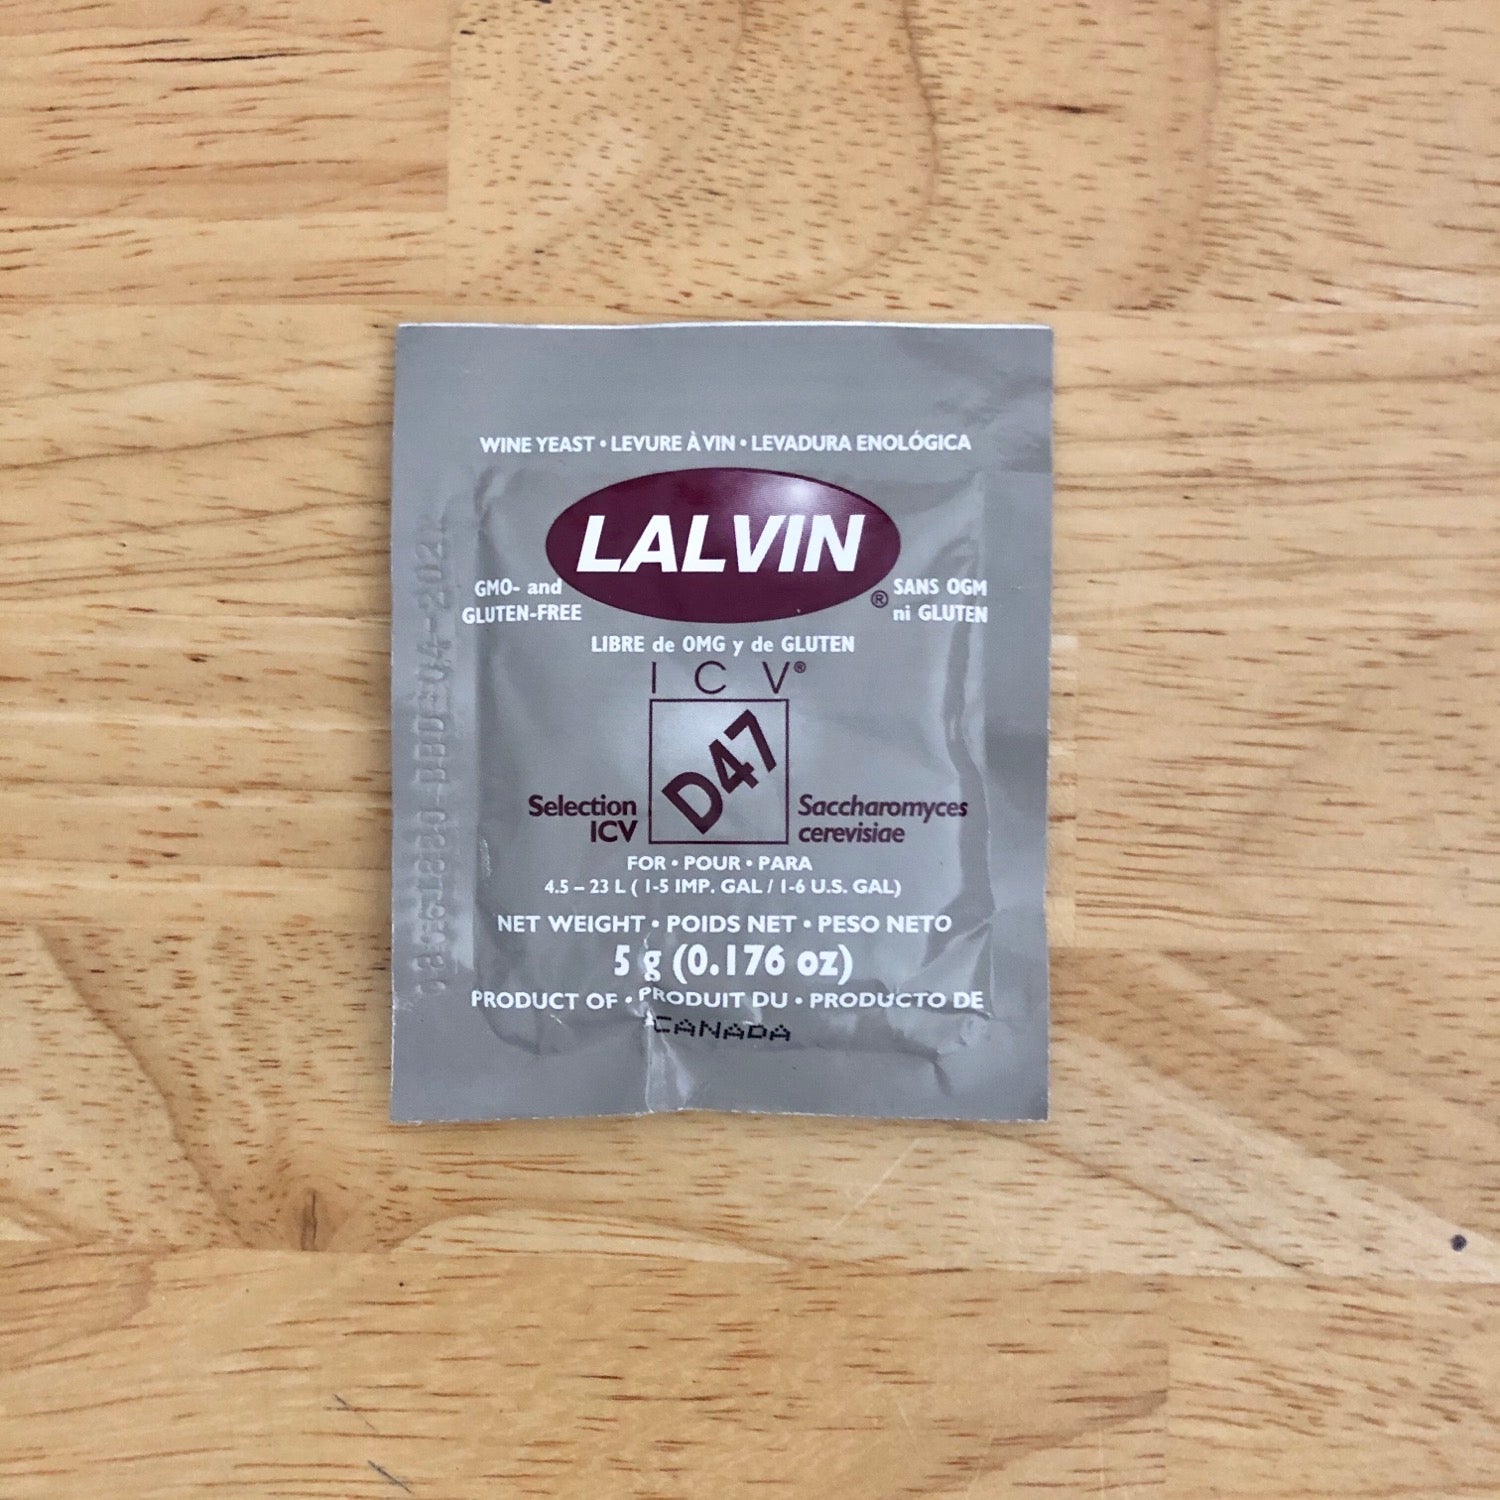 WINE YEAST • LEVURE À VIN • LEVADURA ENOLÓGICA
LALVIN®
GMO- and
GLUTEN-FREE
SANS OGM
ni GLUTEN
LIBRE de OMG y de GLUTEN
ICV®
D47
Selection
ICV
Saccharomyces
cerevisiae
FOR • POUR • PARA
4.5 – 23 L ( 1-5 IMP. GAL / 1-6 U.S. GAL)
NET WEIGHT • POIDS NET • PESO NETO
5 g (0.176 oz)
PRODUCT OF • PRODUIT DU • PRODUCTO DE
CANADA